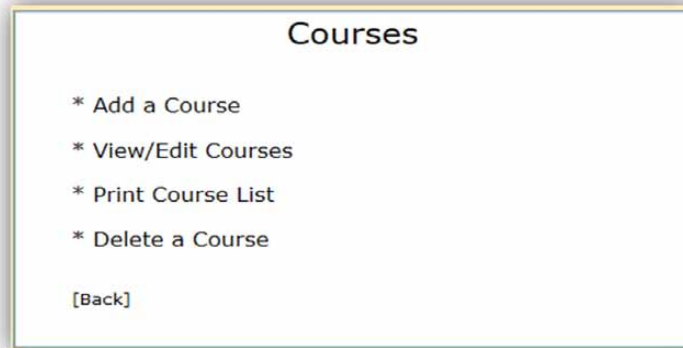 Courses
* Add a Course
* View/Edit Courses
* Print Course List
* Delete a Course
[Back]